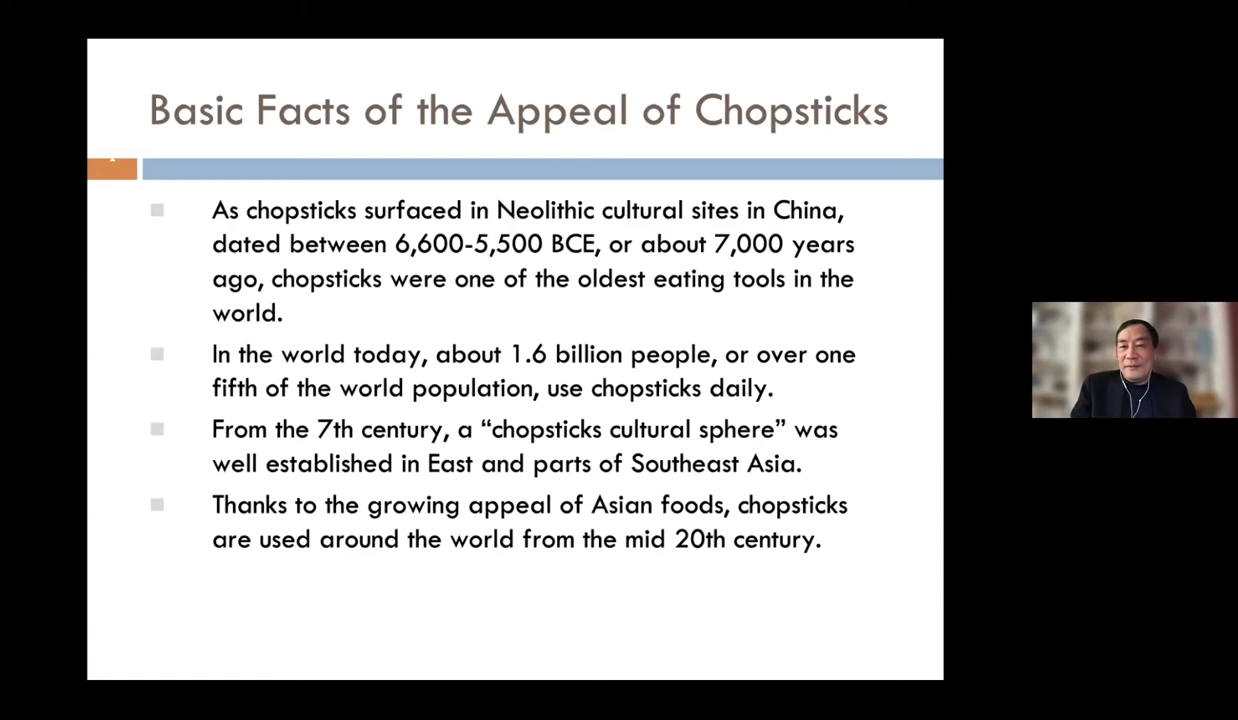 Basic Facts of the Appeal of Chopsticks
As chopsticks surfaced in Neolithic cultural sites in China,
dated between 6,600-5,500 BCE, or about 7,000 years
ago, chopsticks were one of the oldest eating tools in the
world.
In the world today, about 1.6 billion people, or over one
fifth of the world population, use chopsticks daily.
From the 7th century, a “chopsticks cultural sphere” was
well established in East and parts of Southeast Asia.
Thanks to the growing appeal of Asian foods, chopsticks
are used around the world from the mid 20th century.